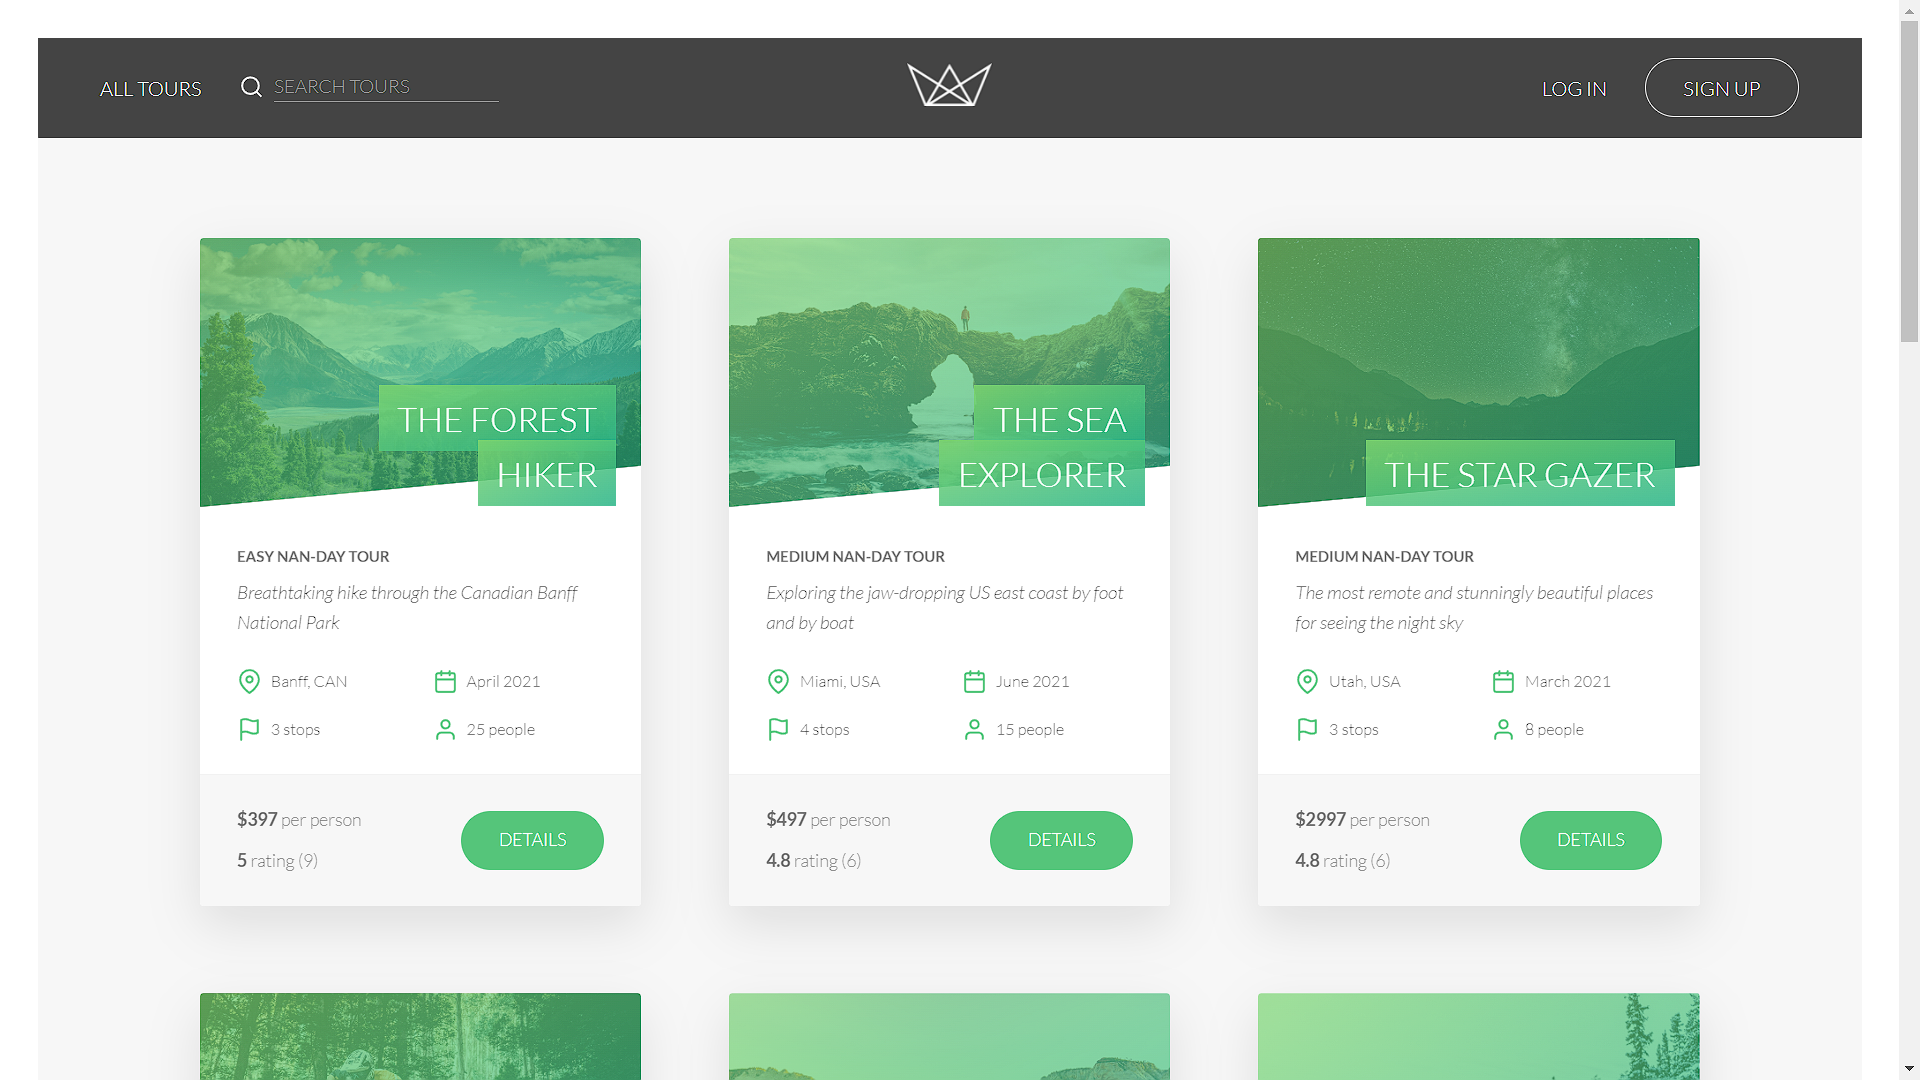 ALL TOURS
SEARCH TOURS
LOG IN
SIGN UP
THE FOREST
HIKER
EASY NAN-DAY TOUR
Breathtaking hike through the Canadian Banff
National Park
Banff, CAN
April 2021
3 stops
25 people
$397 per person
5 rating (9)
DETAILS
THE SEA
EXPLORER
MEDIUM NAN-DAY TOUR
Exploring the jaw-dropping US east coast by foot
and by boat
Miami, USA
June 2021
4 stops
15 people
$497 per person
4.8 rating (6)
DETAILS
THE STAR GAZER
MEDIUM NAN-DAY TOUR
The most remote and stunningly beautiful places
for seeing the night sky
Utah, USA
March 2021
3 stops
8 people
$2997 per person
4.8 rating (6)
DETAILS